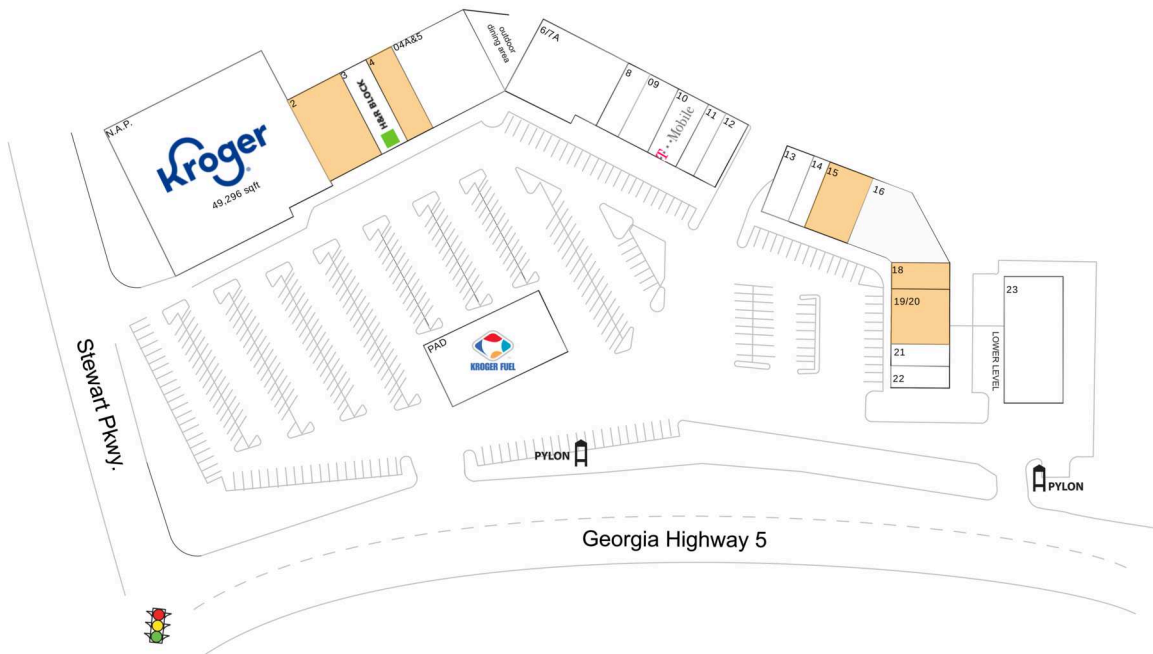 N.A.P.
Kroger
49,296 sqft
2
3
H&R BLOCK
4
04A&5
outdoor
dining area
6/7A
8
09
10
T··Mobile
11
12
13
14
15
16
18
19/20
21
22
23
LOWER LEVEL
PAD
KROGER FUEL
PYLON
PYLON
Stewart Pkwy.
Georgia Highway 5